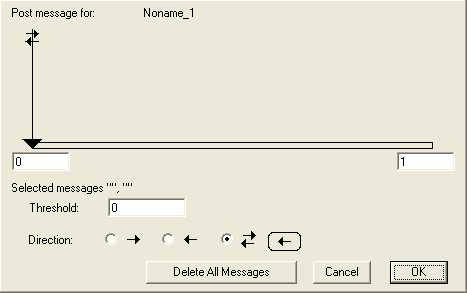 Post message for: Noname_1
0 1
Selected messages "", ""
Threshold: 0
Direction:
Delete All Messages Cancel OK